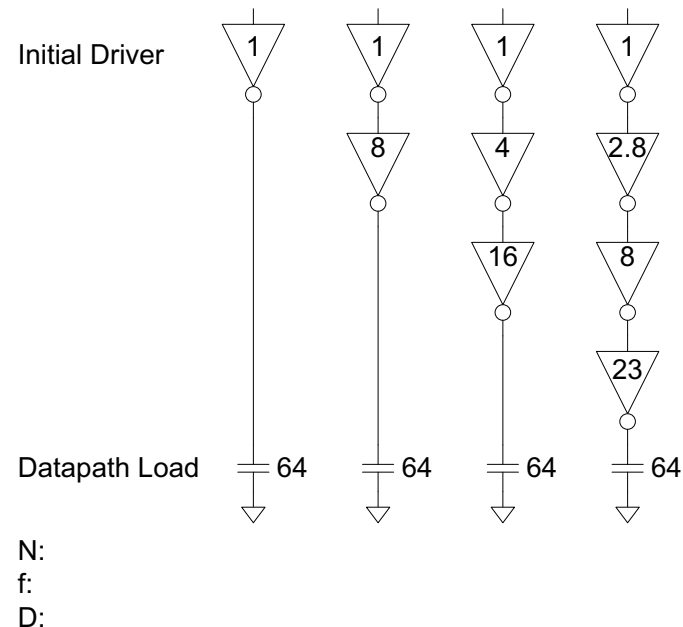 Initial Driver 1 1 1 1
8 4 2.8
16 8
23
Datapath Load 64 64 64 64
N:
f:
D: